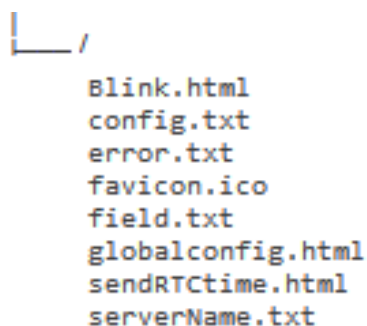 /
Blink.html
config.txt
error.txt
favicon.ico
field.txt
globalconfig.html
sendRTCtime.html
serverName.txt